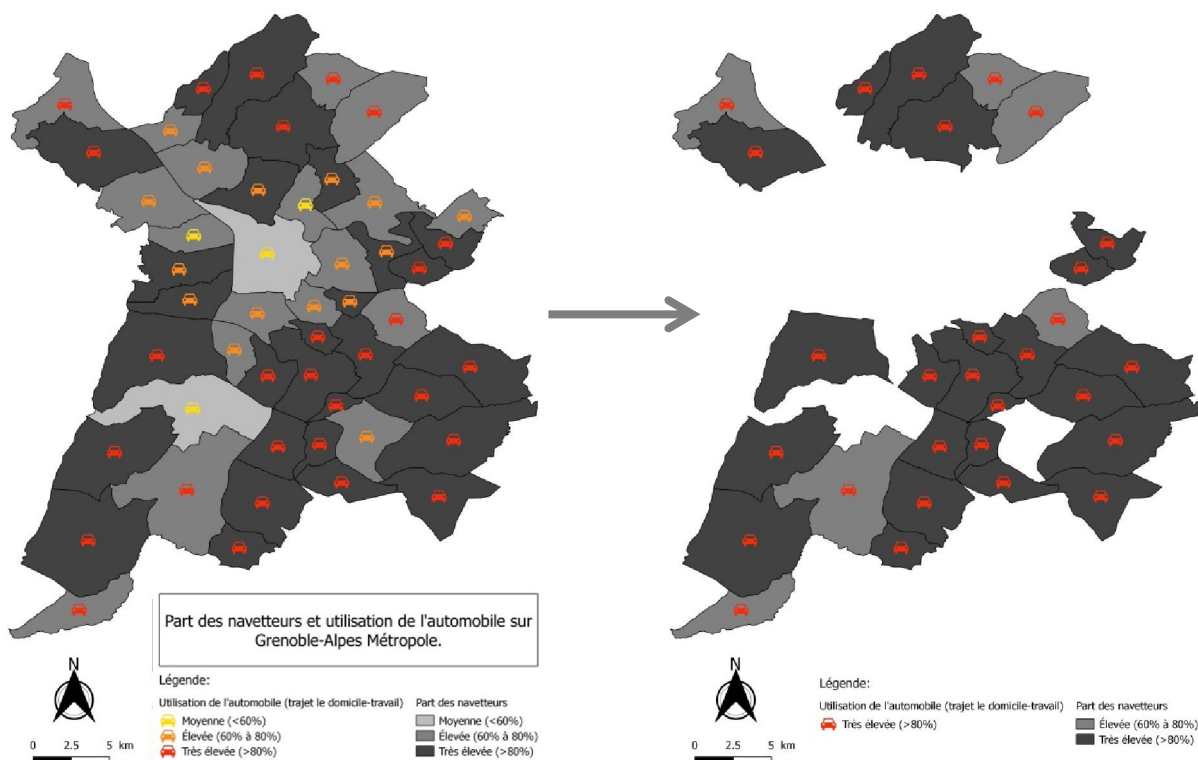 Part des navetteurs et utilisation de l'automobile sur
Grenoble-Alpes Métropole.
N
Légende:
Utilisation de l'automobile (trajet le domicile-travail)
Moyenne (<60%)
Élevée (60% à 80%)
Très élevée (>80%)
Part des navetteurs
Moyenne (<60%)
Élevée (60% à 80%)
Très élevée (>80%)
0 2.5 5 km
N
Légende:
Utilisation de l'automobile (trajet le domicile-travail)
Très élevée (>80%)
Part des navetteurs
Élevée (60% à 80%)
Très élevée (>80%)
0 2.5 5 km